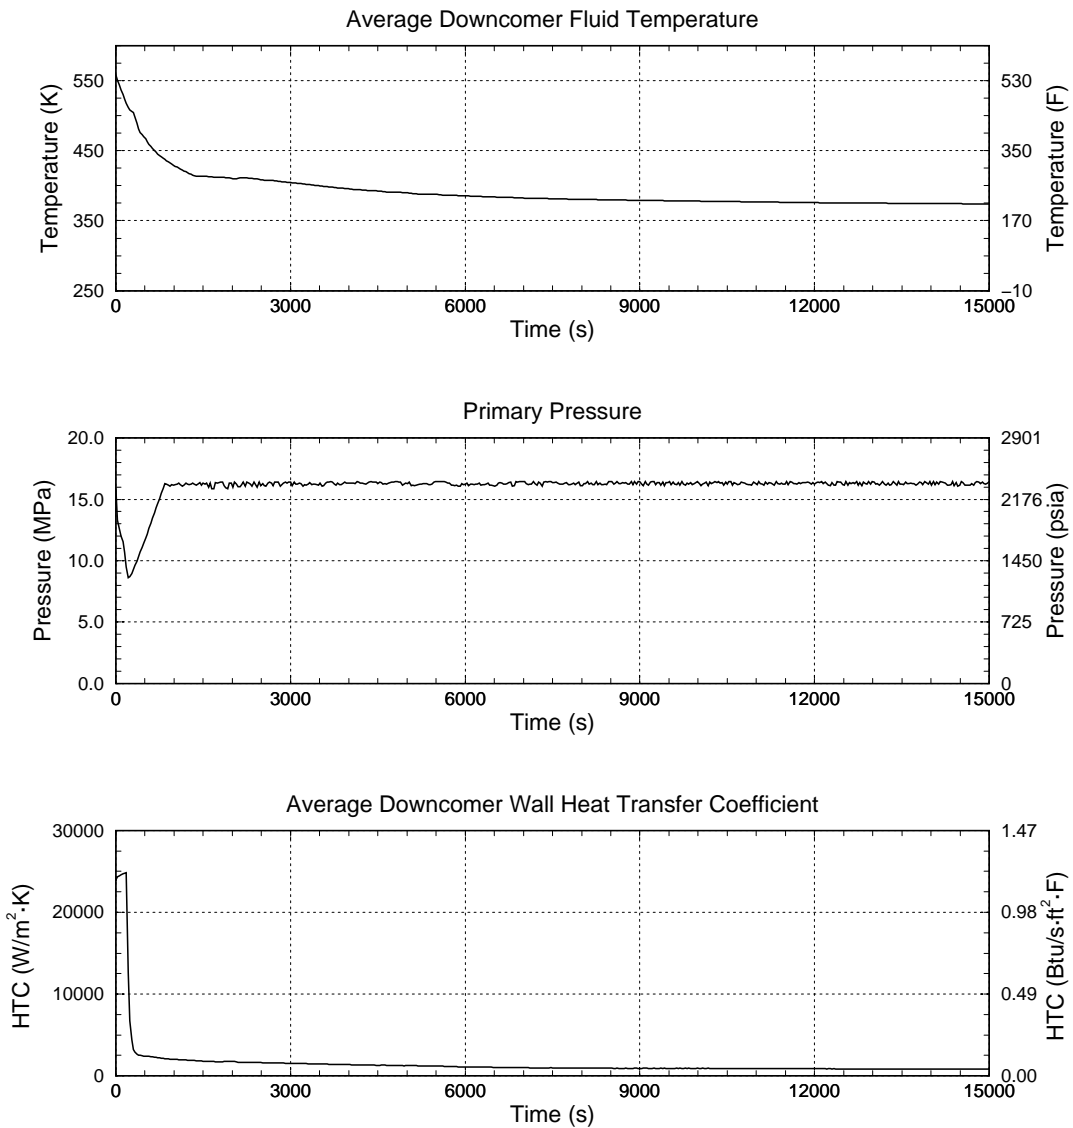 Average Downcomer Fluid Temperature
Temperature (K)
550
450
350
250
530
350
170
−10
Temperature (F)
0 3000 6000 9000 12000 15000
Time (s)
Primary Pressure
Pressure (MPa)
20.0
15.0
10.0
5.0
0.0
2901
2176
1450
725
0
Pressure (psia)
0 3000 6000 9000 12000 15000
Time (s)
Average Downcomer Wall Heat Transfer Coefficient
HTC (W/m²·K)
30000
20000
10000
0
1.47
0.98
0.49
0.00
HTC (Btu/s·ft²·F)
0 3000 6000 9000 12000 15000
Time (s)